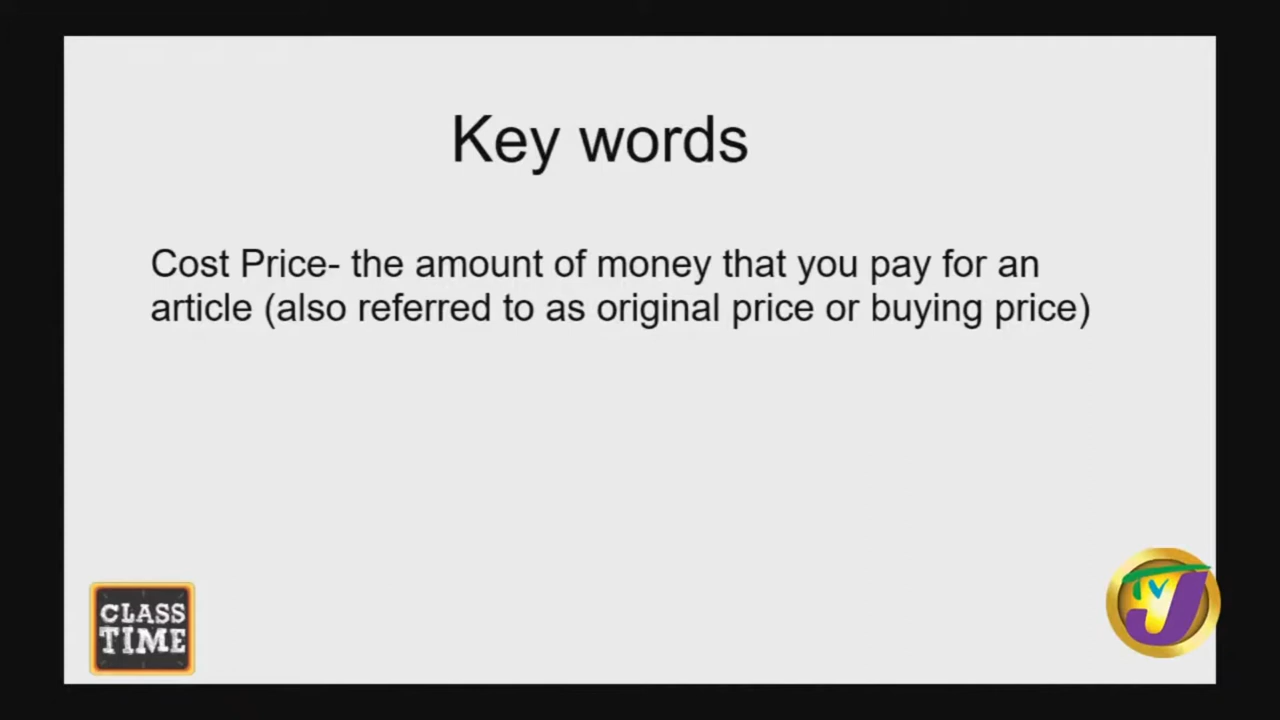 Key words
Cost Price- the amount of money that you pay for an
article (also referred to as original price or buying price)
CLASS
TIME
TVJ